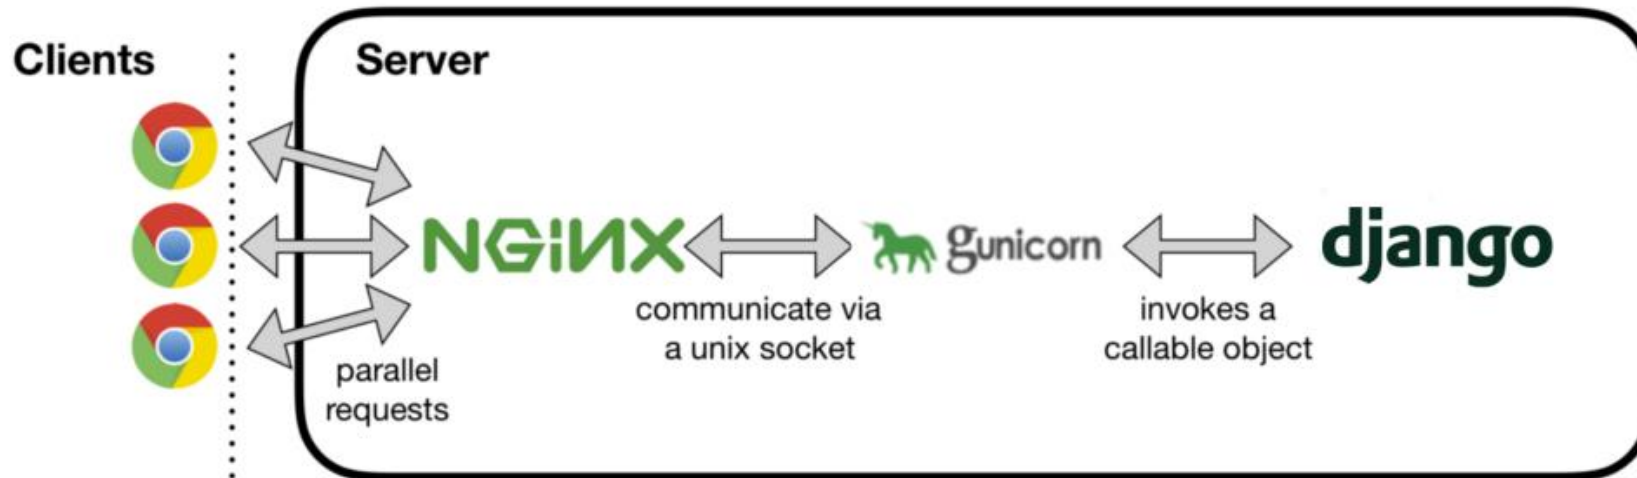 Clients
Server
NGiNX
gunicorn
django
communicate via
a unix socket
invokes a
callable object
parallel
requests